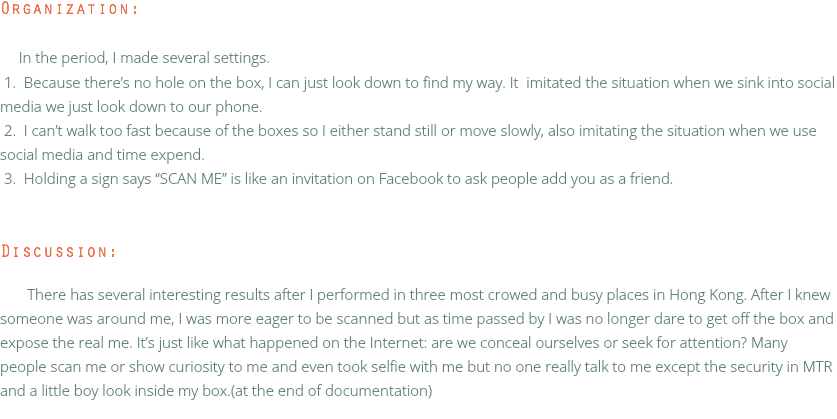 Organization:
In the period, I made several settings.
1. Because there's no hole on the box, I can just look down to find my way. It imitated the situation when we sink into social
media we just look down to our phone.
2. I can't walk too fast because of the boxes so I either stand still or move slowly, also imitating the situation when we use
social media and time expend.
3. Holding a sign says “SCAN ME” is like an invitation on Facebook to ask people add you as a friend.
Discussion:
There has several interesting results after I performed in three most crowed and busy places in Hong Kong. After I knew
someone was around me, I was more eager to be scanned but as time passed by I was no longer dare to get off the box and
expose the real me. It's just like what happened on the Internet: are we conceal ourselves or seek for attention? Many
people scan me or show curiosity to me and even took selfie with me but no one really talk to me except the security in MTR
and a little boy look inside my box.(at the end of documentation)